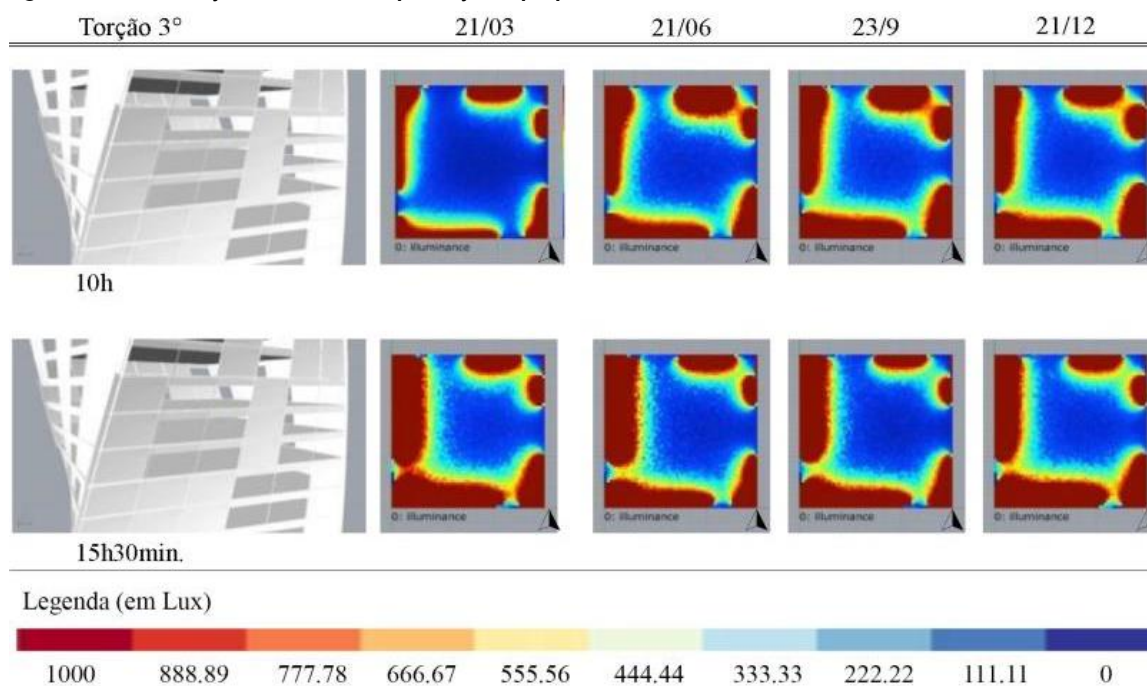 Torção 3° 21/03 21/06 23/9 21/12
0: Illuminance 0: Illuminance 0: Illuminance 0: Illuminance
10h
0: Illuminance 0: Illuminance 0: Illuminance 0: Illuminance
15h30min.
Legenda (em Lux)
1000 888.89 777.78 666.67 555.56 444.44 333.33 222.22 111.11 0